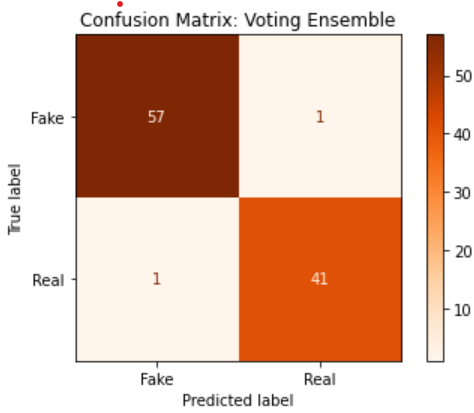 Confusion Matrix: Voting Ensemble
Fake 57 1 50
40
True label
30
20
Real 1 41 10
Fake Real
Predicted label